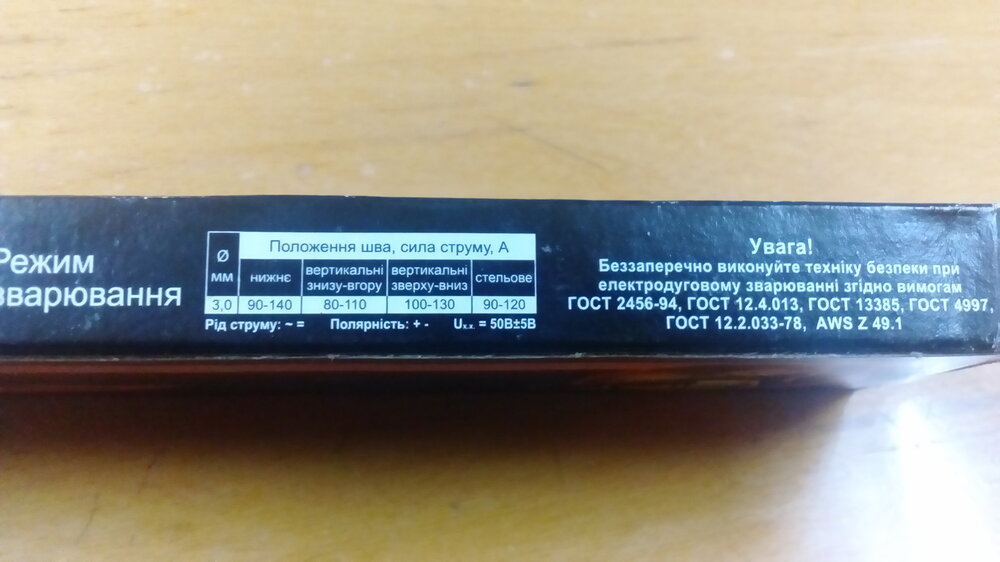 Режим
зварювання
Ø
мм
Положення шва, сила струму, А
нижнє
вертикальні
знизу-вгору
вертикальні
зверху-вниз
стельове
3,0 90-140 80-110 100-130 90-120
Рід струму: ~ = Полярність: + - Uх.х. = 50В±5В
Увага!
Беззаперечно виконуйте техніку безпеки при
електродуговому зварюванні згідно вимогам
ГОСТ 2456-94, ГОСТ 12.4.013, ГОСТ 13385, ГОСТ 4997,
ГОСТ 12.2.033-78, AWS Z 49.1